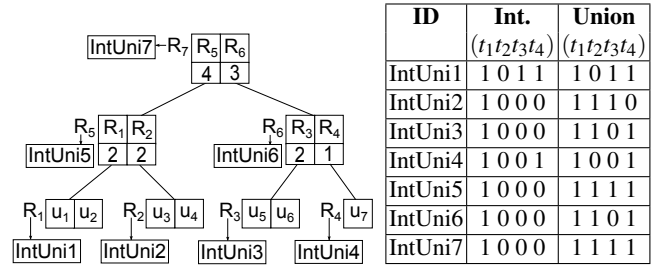 IntUni7 R7 R5 R6
4 3
R5 R1 R2
IntUni5 2 2
R6 R3 R4
IntUni6 2 1
R1 u1 u2
R2 u3 u4
R3 u5 u6
R4 u7
IntUni1 IntUni2 IntUni3 IntUni4
ID Int. Union
(t1t2t3t4) (t1t2t3t4)
IntUni1 1 0 1 1 1 0 1 1
IntUni2 1 0 0 0 1 1 1 0
IntUni3 1 0 0 0 1 1 0 1
IntUni4 1 0 0 1 1 0 0 1
IntUni5 1 0 0 0 1 1 1 1
IntUni6 1 0 0 0 1 1 0 1
IntUni7 1 0 0 0 1 1 1 1